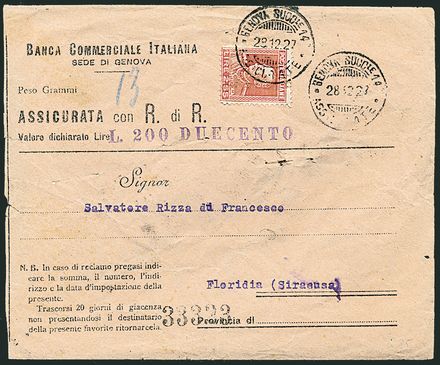 BANCA COMMERCIALE ITALIANA
SEDE DI GENOVA
GENOVA SUCC. LE 14
28.12.27
ASSICURATE
GENOVA SUCC. LE 14
28.12.27
Peso Grammi
13
ASSICURATA con R. di R.
Valore dichiarato Lire L. 200 DUECENTO
Signor
Salvatore Rizza di Francesco
N. B. In caso di reclamo pregasi indi-
care la somma, il numero, l'indi-
rizzo e la data d'impostazione della
presente.
Trascorsi 20 giorni di giacenza
non presentandosi il destinatario
della presente favorite ritornarcela.
Floridia (Siracusa)
33323
Provincia di